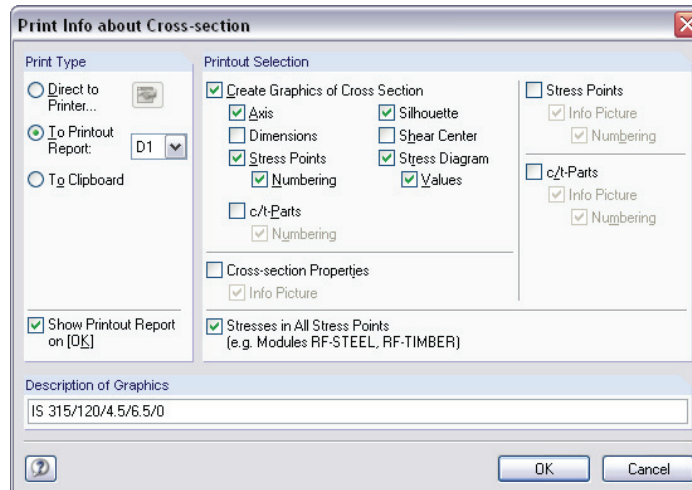 Print Info about Cross-section
Print Type
Direct to
Printer...
To Printout
Report:
D1
To Clipboard
Show Printout Report
on [OK]
Printout Selection
Create Graphics of Cross Section
Axis
Silhouette
Dimensions
Shear Center
Stress Points
Stress Diagram
Numbering
Values
c/t-Parts
Numbering
Cross-section Properties
Info Picture
Stresses in All Stress Points
(e.g. Modules RF-STEEL, RF-TIMBER)
Stress Points
Info Picture
Numbering
c/t-Parts
Info Picture
Numbering
Description of Graphics
IS 315/120/4.5/6.5/0
OK
Cancel